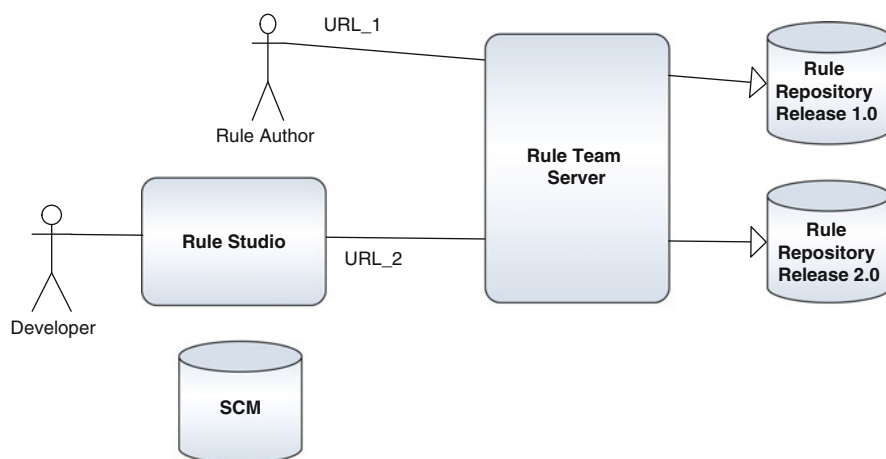 URL_1
Rule Author
Rule Team
Server
Rule
Repository
Release 1.0
Rule Studio
URL_2
Developer
Rule
Repository
Release 2.0
SCM